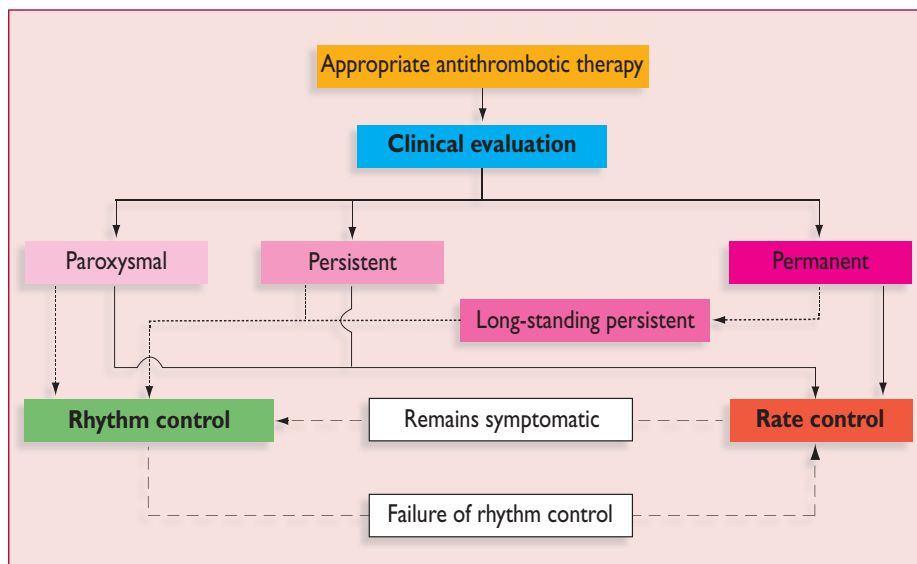 Appropriate antithrombotic therapy
Clinical evaluation
Paroxysmal
Persistent
Permanent
Long-standing persistent
Rhythm control
Remains symptomatic
Rate control
Failure of rhythm control